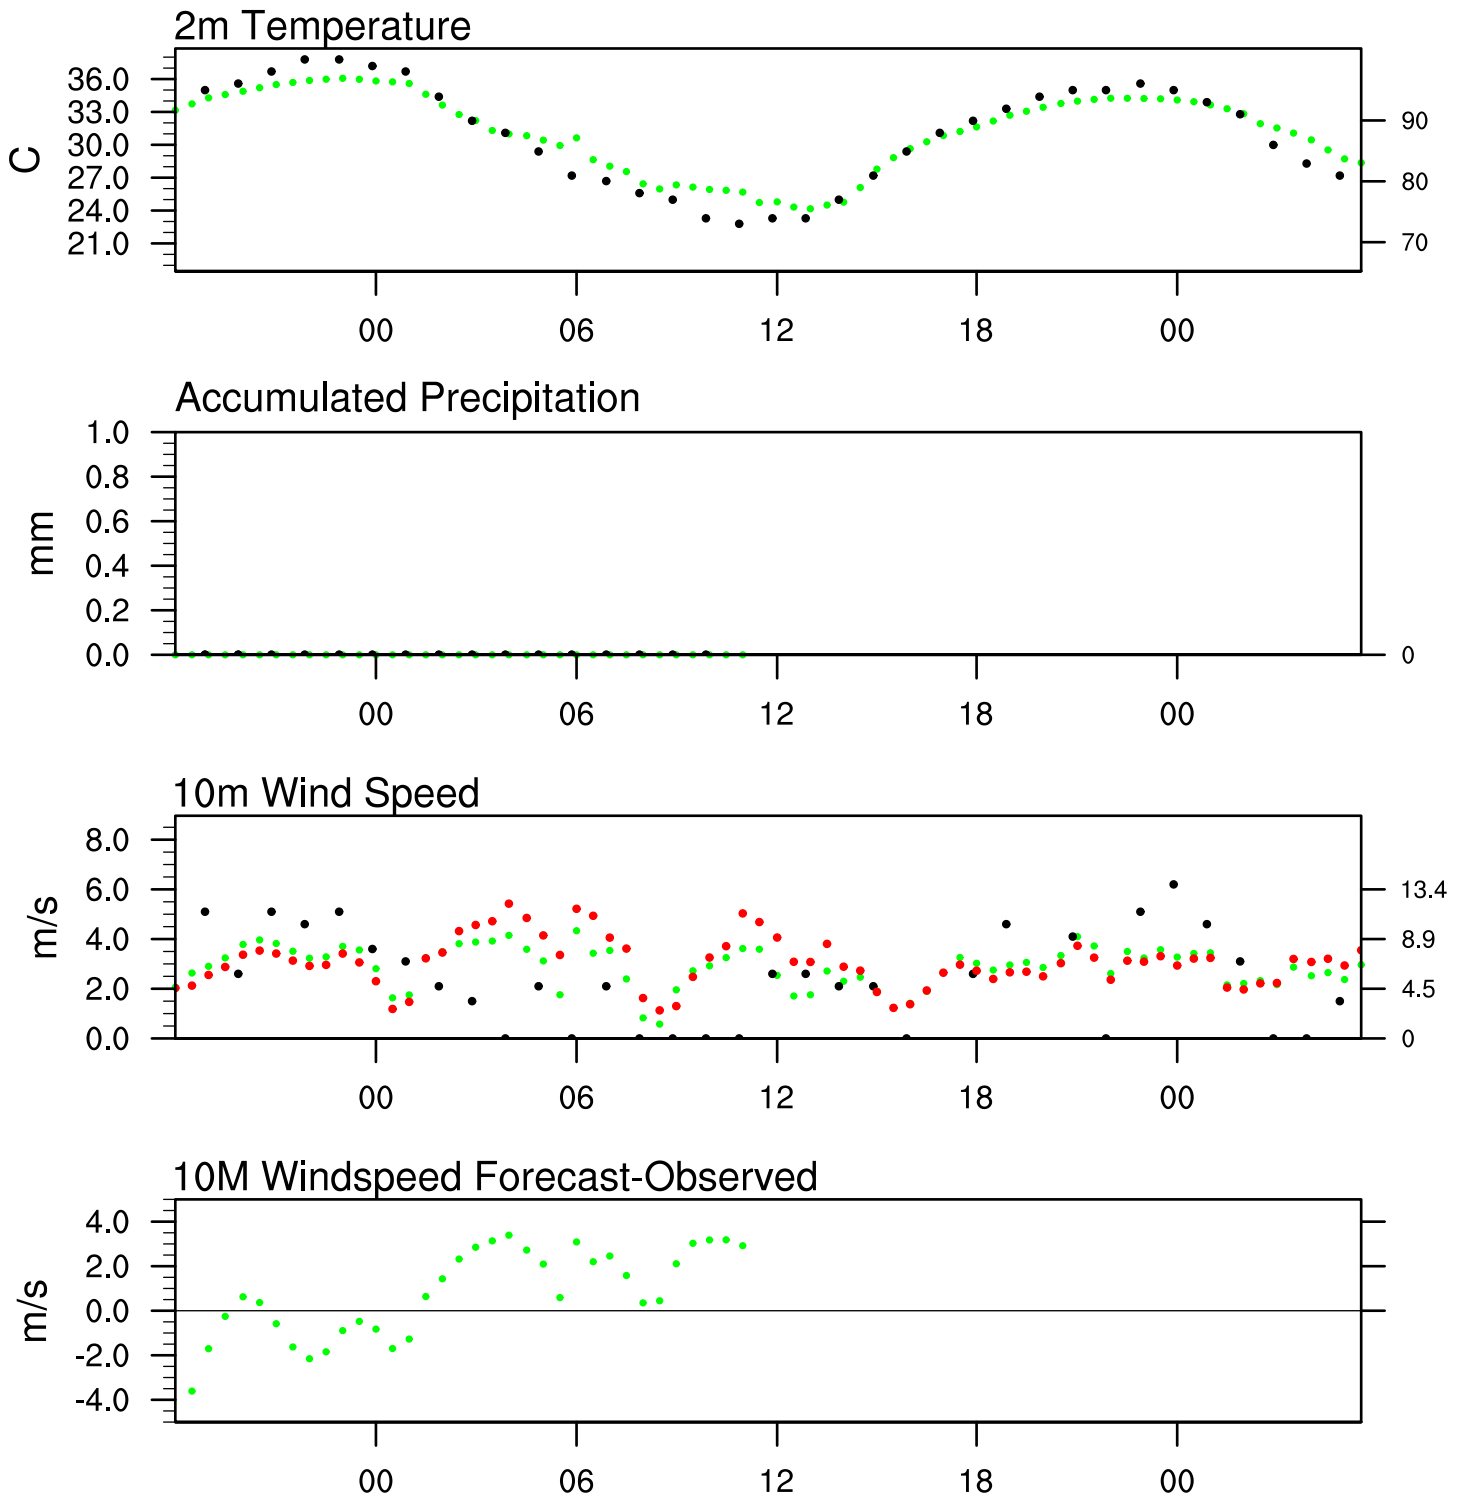 2m Temperature
36.0
33.0
30.0
27.0
24.0
21.0
C
90
80
70
00 06 12 18 00
Accumulated Precipitation
1.0
0.8
0.6
0.4
0.2
0.0
mm
0
00 06 12 18 00
10m Wind Speed
8.0
6.0
4.0
2.0
0.0
m/s
13.4
8.9
4.5
0
00 06 12 18 00
10M Windspeed Forecast-Observed
4.0
2.0
0.0
-2.0
-4.0
m/s
00 06 12 18 00